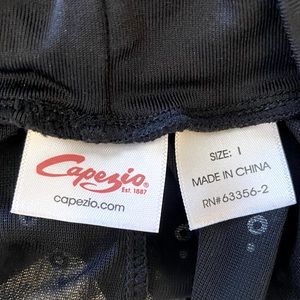 Capezio®
Est. 1887
capezio.com
SIZE: I
MADE IN CHINA
RN#63356-2